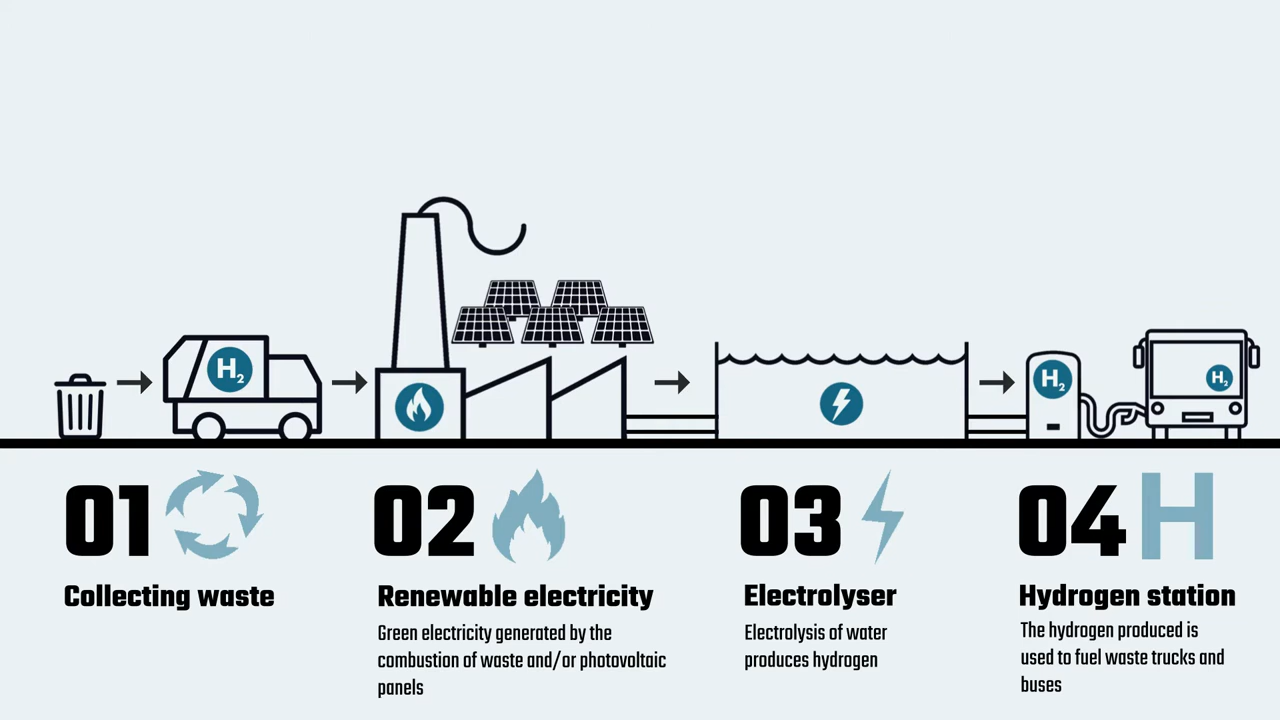 H₂
H₂
H₂
01
02
03
04 H
Collecting waste
Renewable electricity
Green electricity generated by the
combustion of waste and/or photovoltaic
panels
Electrolyser
Electrolysis of water
produces hydrogen
Hydrogen station
The hydrogen produced is
used to fuel waste trucks and
buses